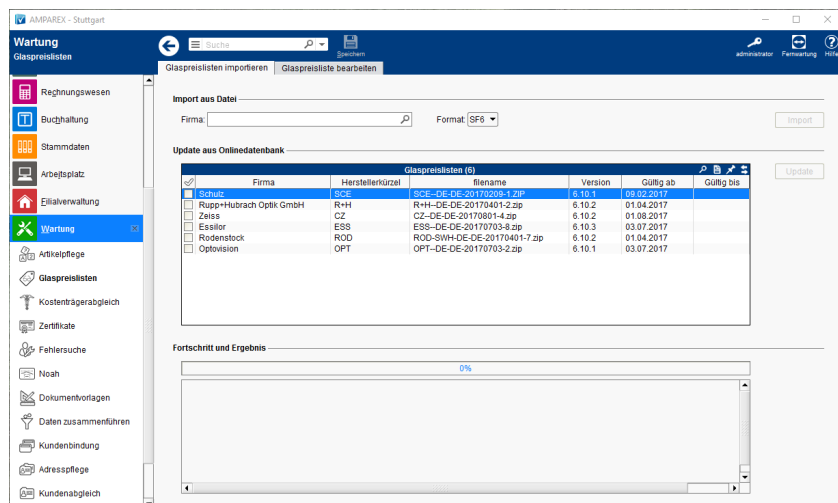 AMPAREX - Stuttgart
Wartung
Glaspreislisten
Suche
Speichern
administrator
Fernwartung
Hilfe
Glaspreislisten importieren
Glaspreisliste bearbeiten
Rechnungswesen
Buchhaltung
Stammdaten
Arbeitsplatz
Filialverwaltung
Wartung
Artikelpflege
Glaspreislisten
Kostenträgerabgleich
Zertifikate
Fehlersuche
Noah
Dokumentvorlagen
Daten zusammenführen
Kundenbindung
Adresspflege
Kundenabgleich
Import aus Datei
Firma: Format: SF6 Import
Update aus Onlinedatenbank
Glaspreislisten (6) Update
Firma Herstellerkürzel filename Version Gültig ab Gültig bis
Schulz SCE SCE--DE-DE-20170209-1.ZIP 6.10.1 09.02.2017
Rupp+Hubrach Optik GmbH R+H R+H--DE-DE-20170401-2.zip 6.10.2 01.04.2017
Zeiss CZ CZ--DE-DE-20170801-4.zip 6.10.2 01.08.2017
Essilor ESS ESS--DE-DE-20170703-8.zip 6.10.3 03.07.2017
Rodenstock ROD ROD-SWH-DE-DE-20170401-7.zip 6.10.2 01.04.2017
Optovision OPT OPT--DE-DE-20170703-2.zip 6.10.1 03.07.2017
Fortschritt und Ergebnis
0%